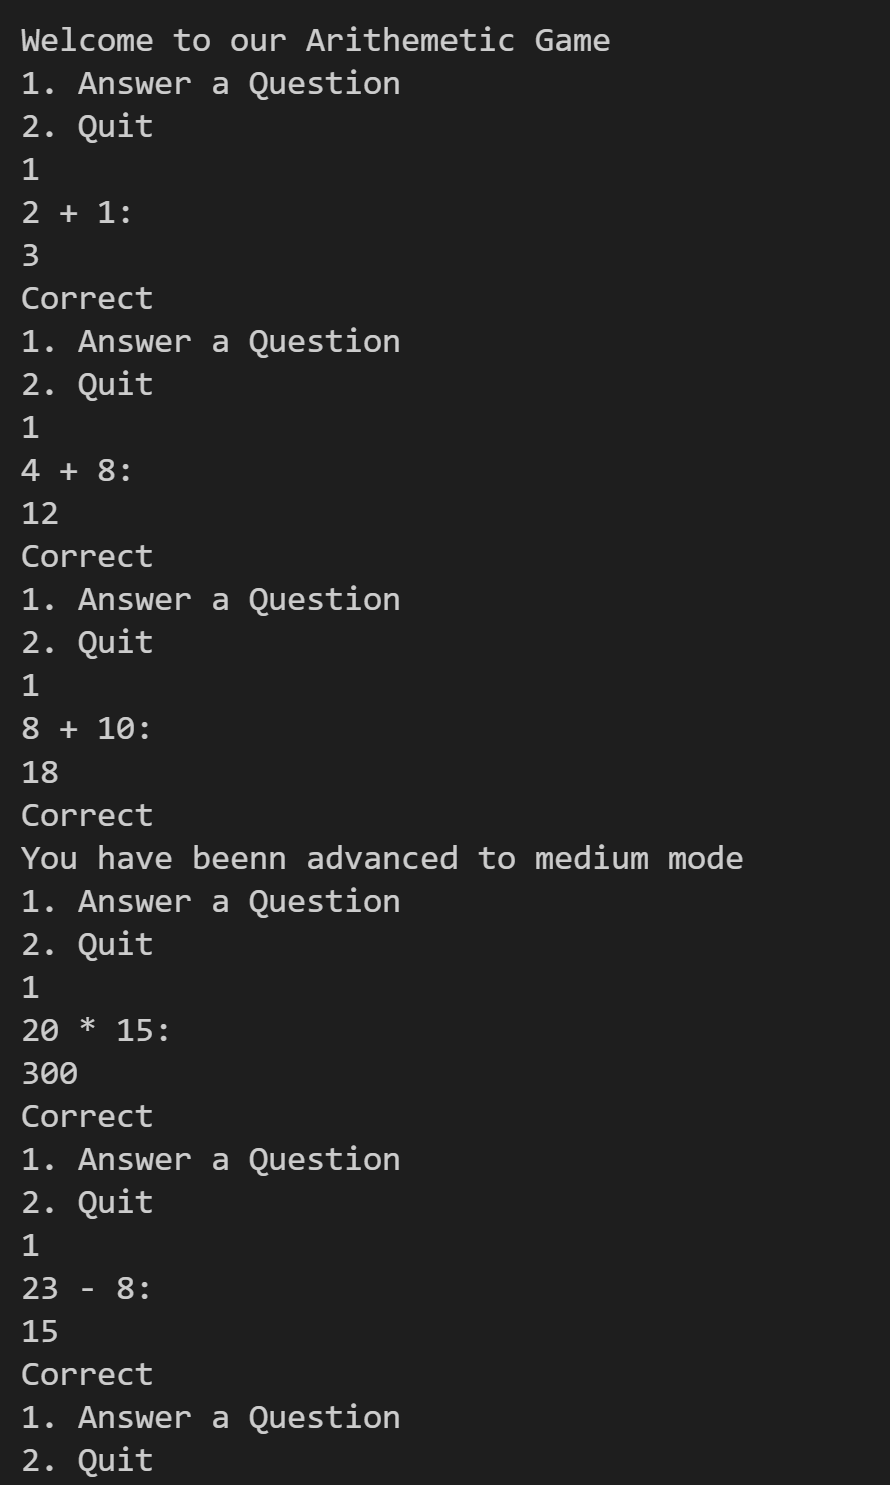 Welcome to our Arithemetic Game
1. Answer a Question
2. Quit
1
2 + 1:
3
Correct
1. Answer a Question
2. Quit
1
4 + 8:
12
Correct
1. Answer a Question
2. Quit
1
8 + 10:
18
Correct
You have beenn advanced to medium mode
1. Answer a Question
2. Quit
1
20 * 15:
300
Correct
1. Answer a Question
2. Quit
1
23 - 8:
15
Correct
1. Answer a Question
2. Quit